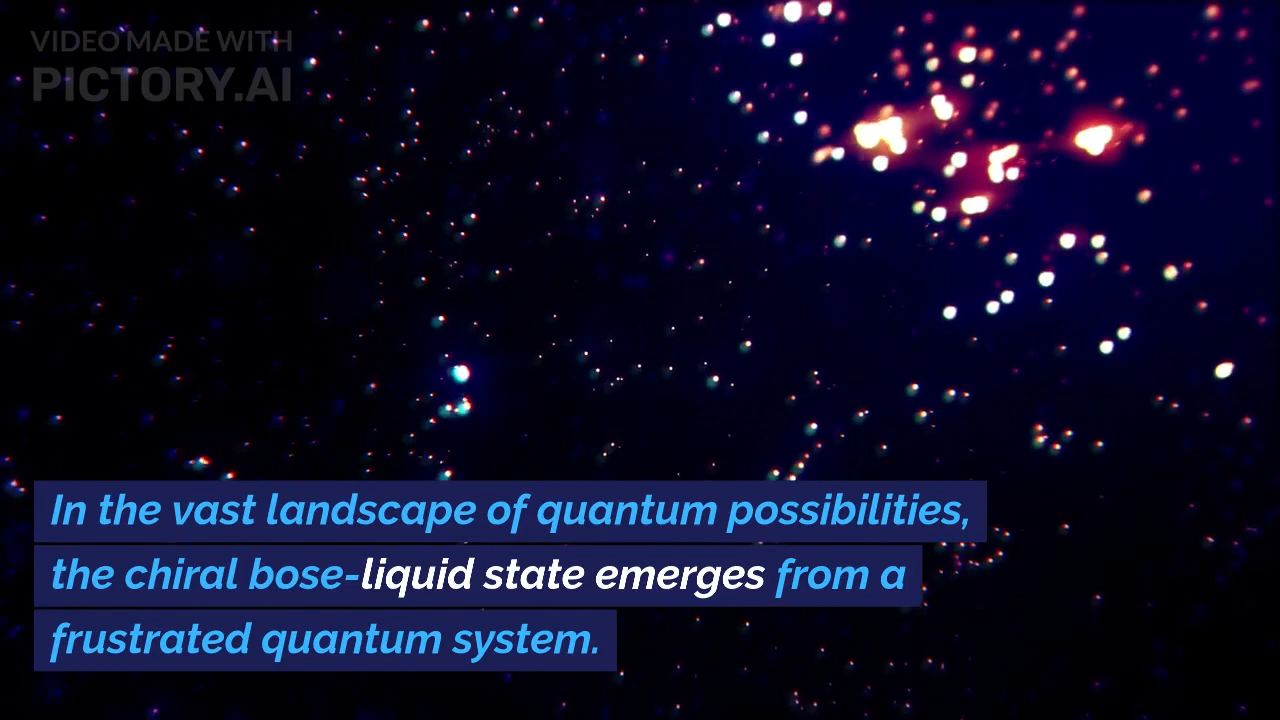 VIDEO MADE WITH
PICTORY.AI
In the vast landscape of quantum possibilities,
the chiral bose-liquid state emerges from a
frustrated quantum system.